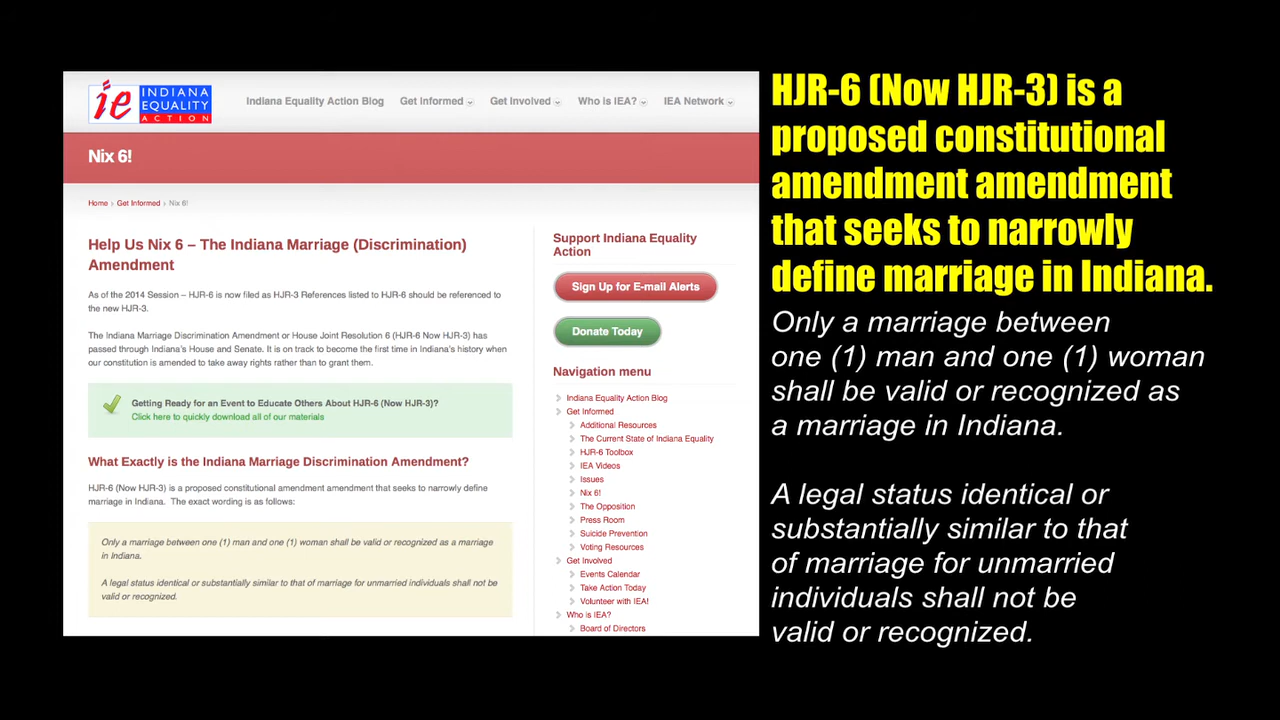 ie INDIANA
EQUALITY
ACTION
Indiana Equality Action Blog Get Informed Get Involved Who is IEA? IEA Network
Nix 6!
Home > Get Informed > Nix 6!
Help Us Nix 6 – The Indiana Marriage (Discrimination)
Amendment
As of the 2014 Session – HJR-6 is now filed as HJR-3 References listed to HJR-6 should be referenced to
the new HJR-3.
The Indiana Marriage Discrimination Amendment or House Joint Resolution 6 (HJR-6 Now HJR-3) has
passed through Indiana's House and Senate. It is on track to become the first time in Indiana's history when
our constitution is amended to take away rights rather than to grant them.
Getting Ready for an Event to Educate Others About HJR-6 (Now HJR-3)?
Click here to quickly download all of our materials
What Exactly is the Indiana Marriage Discrimination Amendment?
HJR-6 (Now HJR-3) is a proposed constitutional amendment amendment that seeks to narrowly define
marriage in Indiana. The exact wording is as follows:
Only a marriage between one (1) man and one (1) woman shall be valid or recognized as a marriage
in Indiana.
A legal status identical or substantially similar to that of marriage for unmarried individuals shall not be
valid or recognized.
Support Indiana Equality
Action
Sign Up for E-mail Alerts
Donate Today
Navigation menu
Indiana Equality Action Blog
Get Informed
Additional Resources
The Current State of Indiana Equality
HJR-6 Toolbox
IEA Videos
Issues
Nix 6!
The Opposition
Press Room
Suicide Prevention
Voting Resources
Get Involved
Events Calendar
Take Action Today
Volunteer with IEA!
Who is IEA?
Board of Directors
HJR-6 (Now HJR-3) is a
proposed constitutional
amendment amendment
that seeks to narrowly
define marriage in Indiana.
Only a marriage between
one (1) man and one (1) woman
shall be valid or recognized as
a marriage in Indiana.
A legal status identical or
substantially similar to that
of marriage for unmarried
individuals shall not be
valid or recognized.